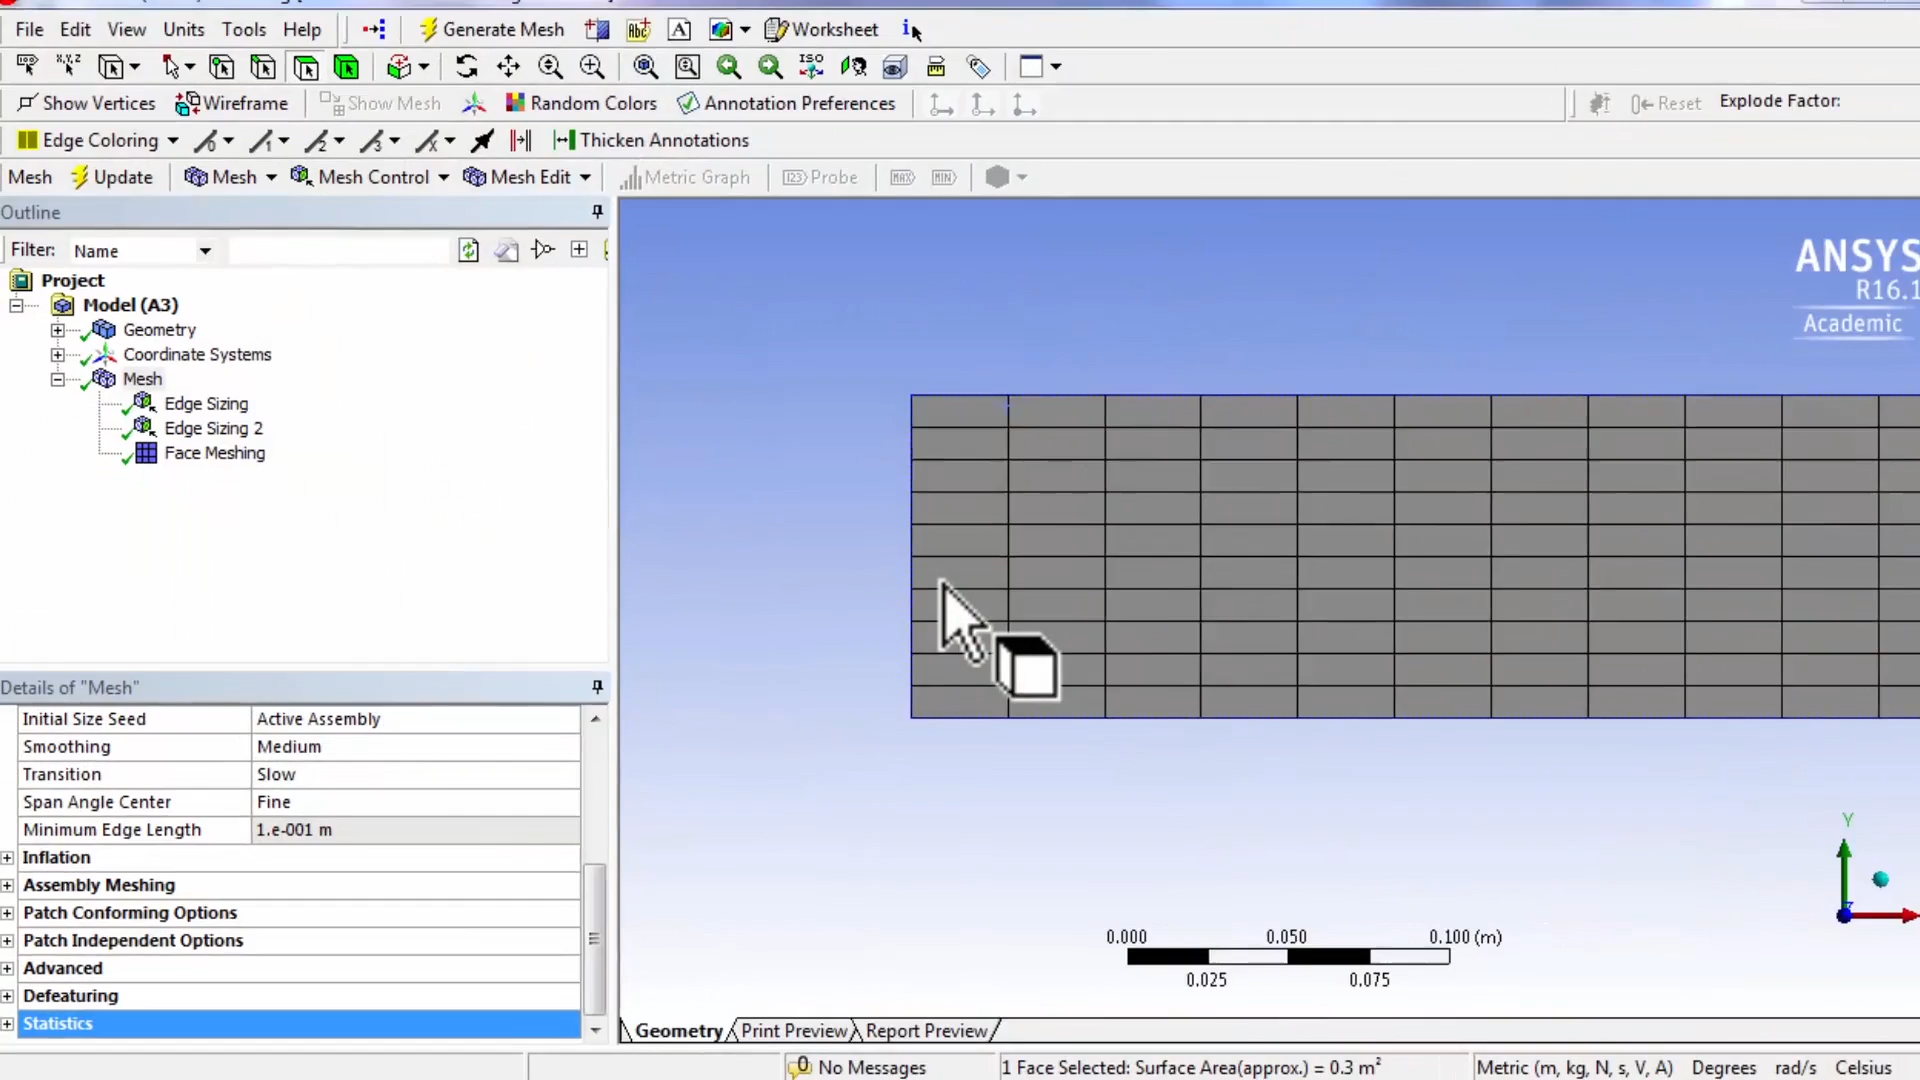 File Edit View Units Tools Help Generate Mesh Worksheet
Show Vertices Wireframe Show Mesh Random Colors Annotation Preferences Reset Explode Factor:
Edge Coloring Thicken Annotations
Mesh Update Mesh Mesh Control Mesh Edit Metric Graph Probe MAX MIN
Outline
Filter: Name
Project
Model (A3)
Geometry
Coordinate Systems
Mesh
Edge Sizing
Edge Sizing 2
Face Meshing
Details of "Mesh"
Initial Size Seed Active Assembly
Smoothing Medium
Transition Slow
Span Angle Center Fine
Minimum Edge Length 1.e-001 m
Inflation
Assembly Meshing
Patch Conforming Options
Patch Independent Options
Advanced
Defeaturing
Statistics
ANSYS
R16.1
Academic
Y
0.000 0.050 0.100 (m)
0.025 0.075
Geometry Print Preview Report Preview
No Messages 1 Face Selected: Surface Area(approx.) = 0.3 m² Metric (m, kg, N, s, V, A) Degrees rad/s Celsius